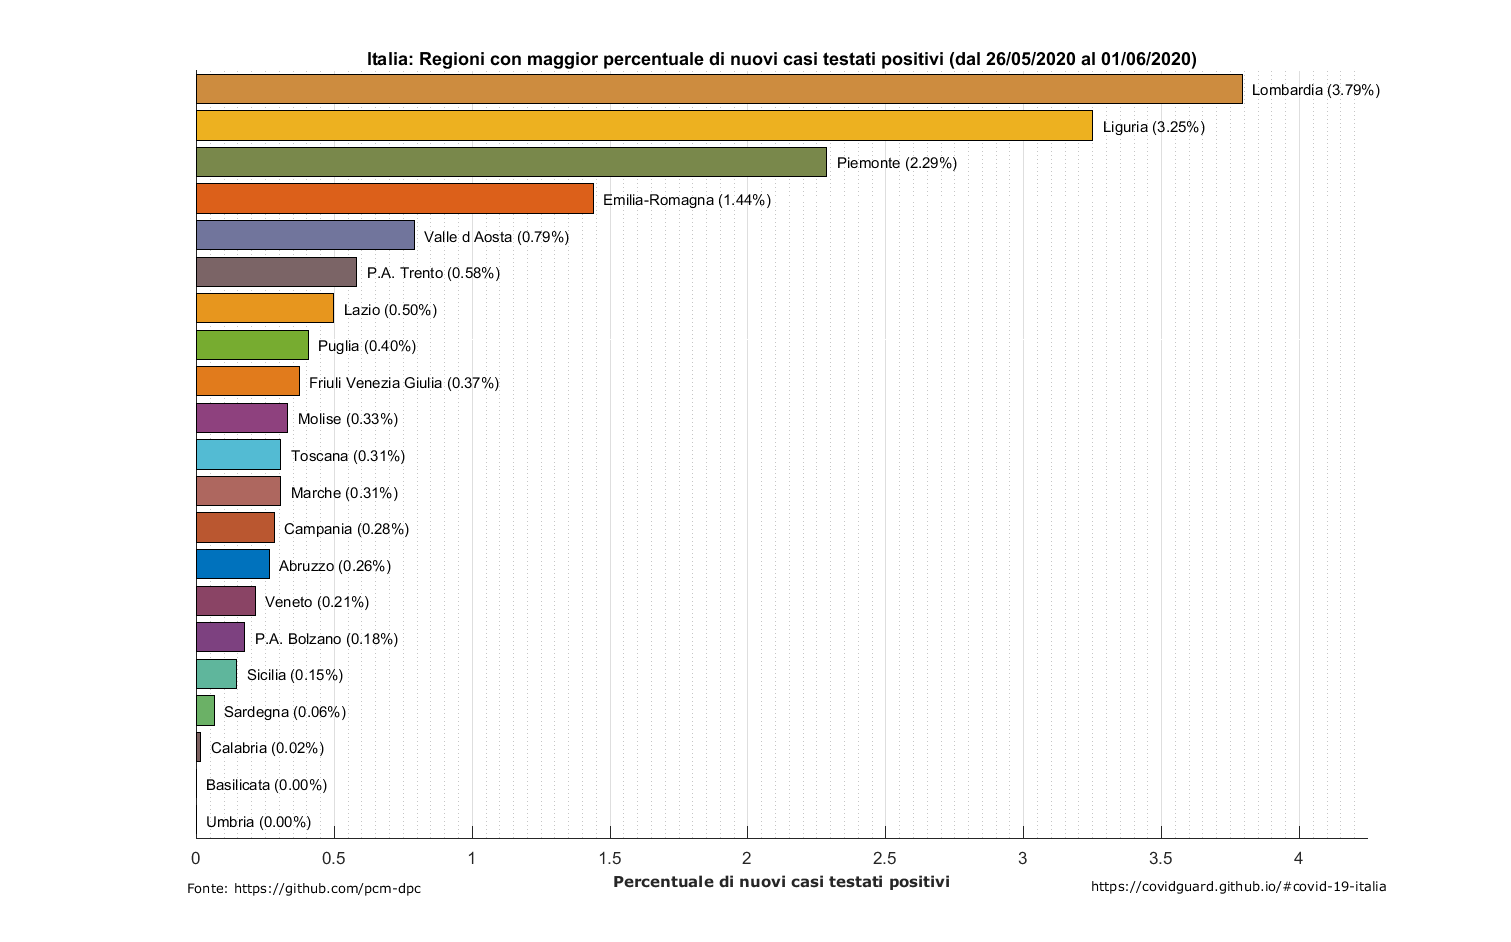 Italia: Regioni con maggior percentuale di nuovi casi testati positivi (dal 26/05/2020 al 01/06/2020)
Lombardia (3.79%)
Liguria (3.25%)
Piemonte (2.29%)
Emilia-Romagna (1.44%)
Valle d Aosta (0.79%)
P.A. Trento (0.58%)
Lazio (0.50%)
Puglia (0.40%)
Friuli Venezia Giulia (0.37%)
Molise (0.33%)
Toscana (0.31%)
Marche (0.31%)
Campania (0.28%)
Abruzzo (0.26%)
Veneto (0.21%)
P.A. Bolzano (0.18%)
Sicilia (0.15%)
Sardegna (0.06%)
Calabria (0.02%)
Basilicata (0.00%)
Umbria (0.00%)
0 0.5 1 1.5 2 2.5 3 3.5 4
Percentuale di nuovi casi testati positivi
Fonte: https://github.com/pcm-dpc
https://covidguard.github.io/#covid-19-italia